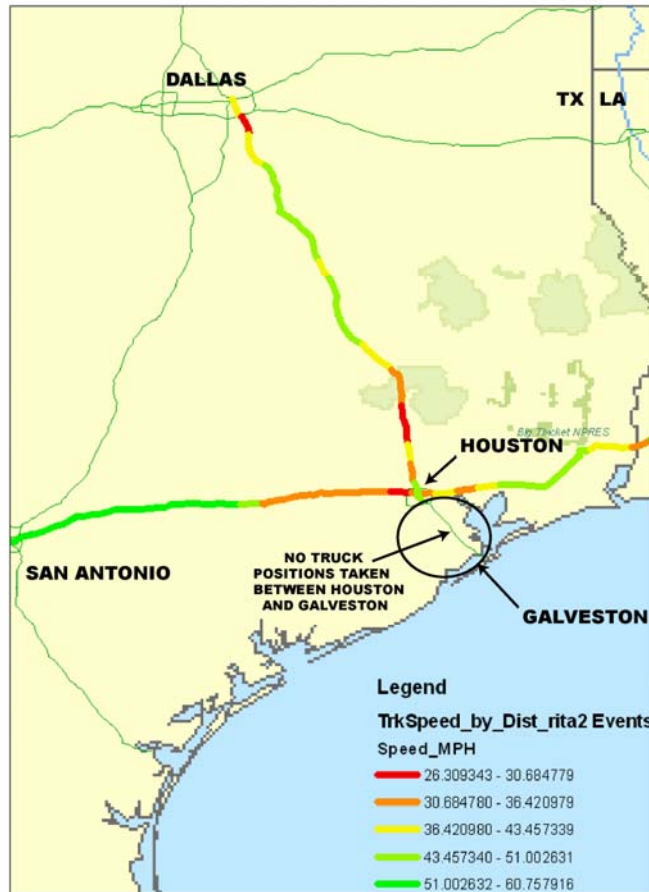 DALLAS
TX LA
Big Thicket NPRES
HOUSTON
SAN ANTONIO
NO TRUCK
POSITIONS TAKEN
BETWEEN HOUSTON
AND GALVESTON
GALVESTON
Legend
TrkSpeed_by_Dist_rita2 Events
Speed_MPH
26.309343 - 30.684779
30.684780 - 36.420979
36.420980 - 43.457339
43.457340 - 51.002631
51.002632 - 60.757916